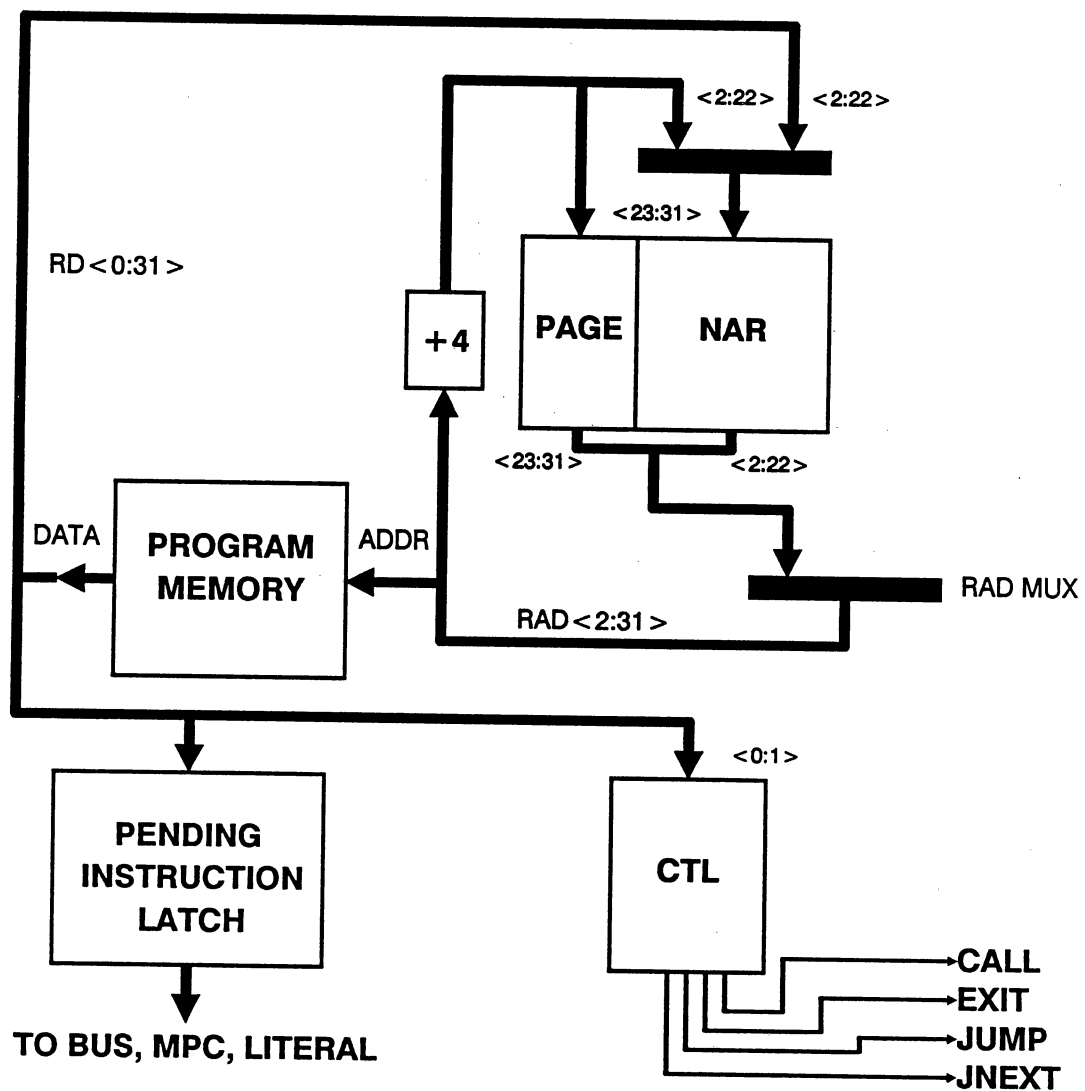 <2:22>
<2:22>
<23:31>
RD<0:31>
PAGE
NAR
+4
<23:31>
<2:22>
DATA
PROGRAM
MEMORY
ADDR
RAD MUX
RAD<2:31>
<0:1>
PENDING
INSTRUCTION
LATCH
CTL
CALL
EXIT
JUMP
JNEXT
TO BUS, MPC, LITERAL